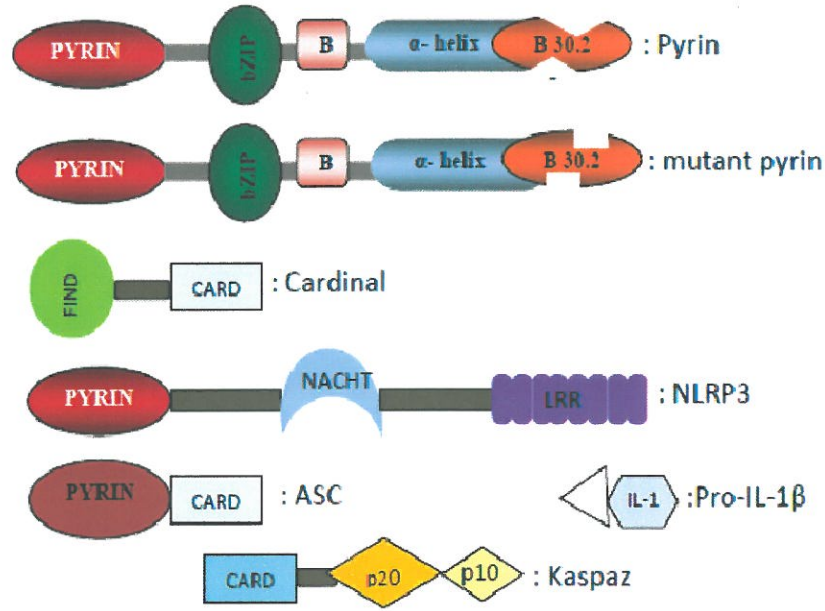 PYRIN bZIP B α- helix B 30.2 : Pyrin
PYRIN bZIP B α- helix B 30.2 : mutant pyrin
FIND CARD : Cardinal
PYRIN NACHT LRR : NLRP3
PYRIN CARD : ASC
IL-1 :Pro-IL-1β
CARD p20 p10 : Kaspaz